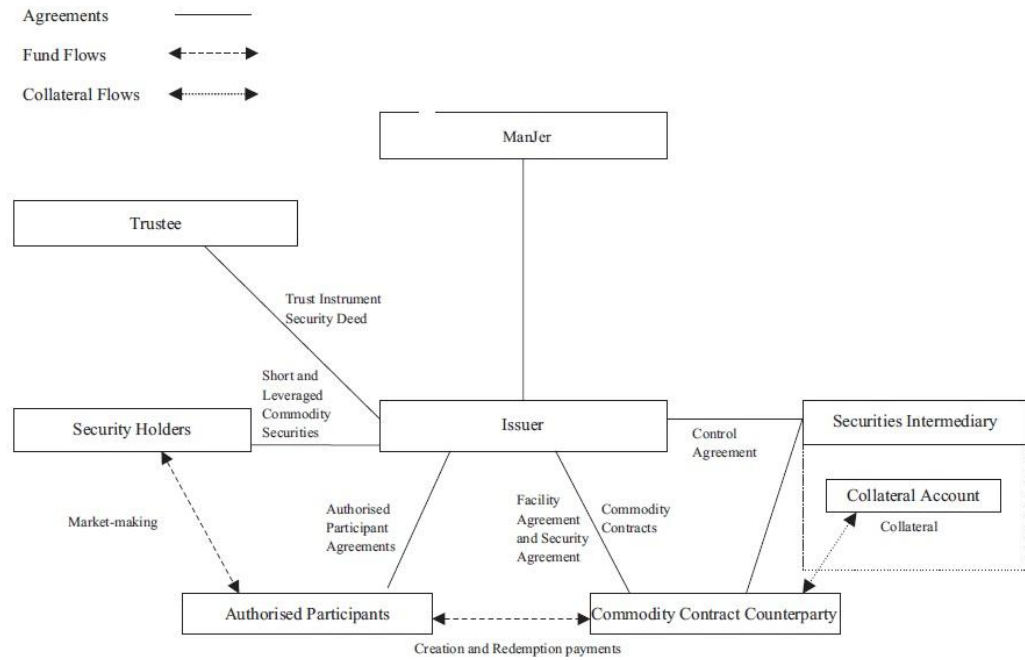 Agreements
Fund Flows
Collateral Flows
ManJer
Trustee
Trust Instrument
Security Deed
Short and
Leveraged
Commodity
Securities
Security Holders
Issuer
Control
Agreement
Securities Intermediary
Collateral Account
Collateral
Market-making
Authorised
Participant
Agreements
Facility
Agreement
and Security
Agreement
Commodity
Contracts
Authorised Participants
Commodity Contract Counterparty
Creation and Redemption payments